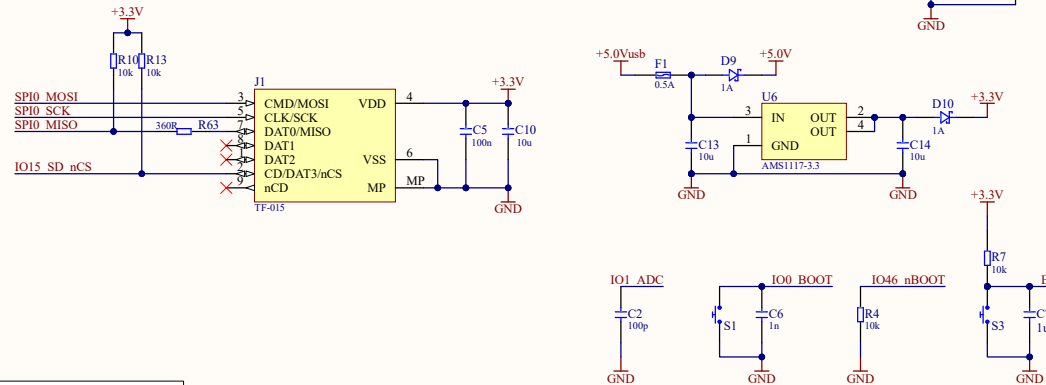 +3.3V
R10
10k
R13
10k
J1
SPI0_MOSI
3
CMD/MOSI
VDD
4
+3.3V
SPI0_SCK
5
CLK/SCK
SPI0_MISO
360R
R63
7
DAT0/MISO
C5
100n
C10
10u
8
DAT1
1
DAT2
VSS
6
IO15_SD_nCS
2
CD/DAT3/nCS
9
nCD
MP
MP
TF-015
GND
GND
+5.0Vusb
F1
0.5A
D9
1A
+5.0V
U6
3
IN
OUT
2
OUT
4
1
GND
AMS1117-3.3
D10
1A
+3.3V
C13
10u
C14
10u
GND
GND
+3.3V
R7
10k
IO1_ADC
C2
100p
GND
IO0_BOOT
S1
C6
1n
GND
IO46_nBOOT
R4
10k
GND
S3
GND